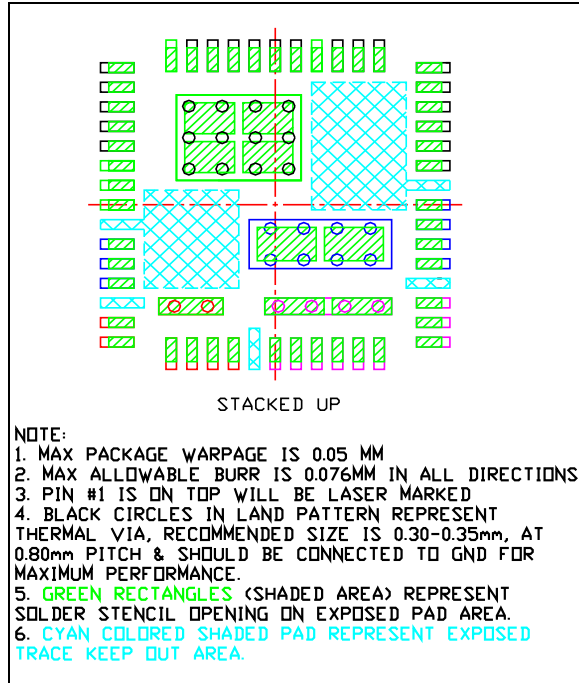 STACKED UP
NOTE:
1. MAX PACKAGE WARPAGE IS 0.05 MM
2. MAX ALLOWABLE BURR IS 0.076MM IN ALL DIRECTIONS
3. PIN #1 IS ON TOP WILL BE LASER MARKED
4. BLACK CIRCLES IN LAND PATTERN REPRESENT
THERMAL VIA, RECOMMENDED SIZE IS 0.30-0.35mm, AT
0.80mm PITCH & SHOULD BE CONNECTED TO GND FOR
MAXIMUM PERFORMANCE.
5. GREEN RECTANGLES (SHADED AREA) REPRESENT
SOLDER STENCIL OPENING ON EXPOSED PAD AREA.
6. CYAN COLORED SHADED PAD REPRESENT EXPOSED
TRACE KEEP OUT AREA.